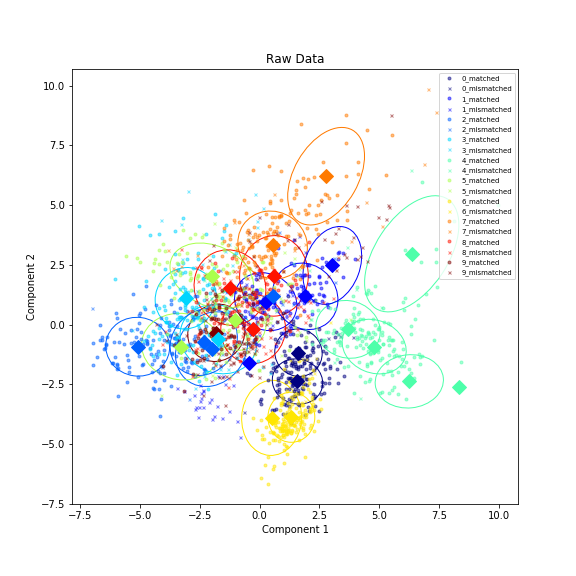 Raw Data
Component 2
10.0
7.5
5.0
2.5
0.0
−2.5
−5.0
−7.5
−7.5
−5.0
−2.5
0.0
2.5
5.0
7.5
10.0
Component 1
0_matched
0_mismatched
1_matched
1_mismatched
2_matched
2_mismatched
3_matched
3_mismatched
4_matched
4_mismatched
5_matched
5_mismatched
6_matched
6_mismatched
7_matched
7_mismatched
8_matched
8_mismatched
9_matched
9_mismatched